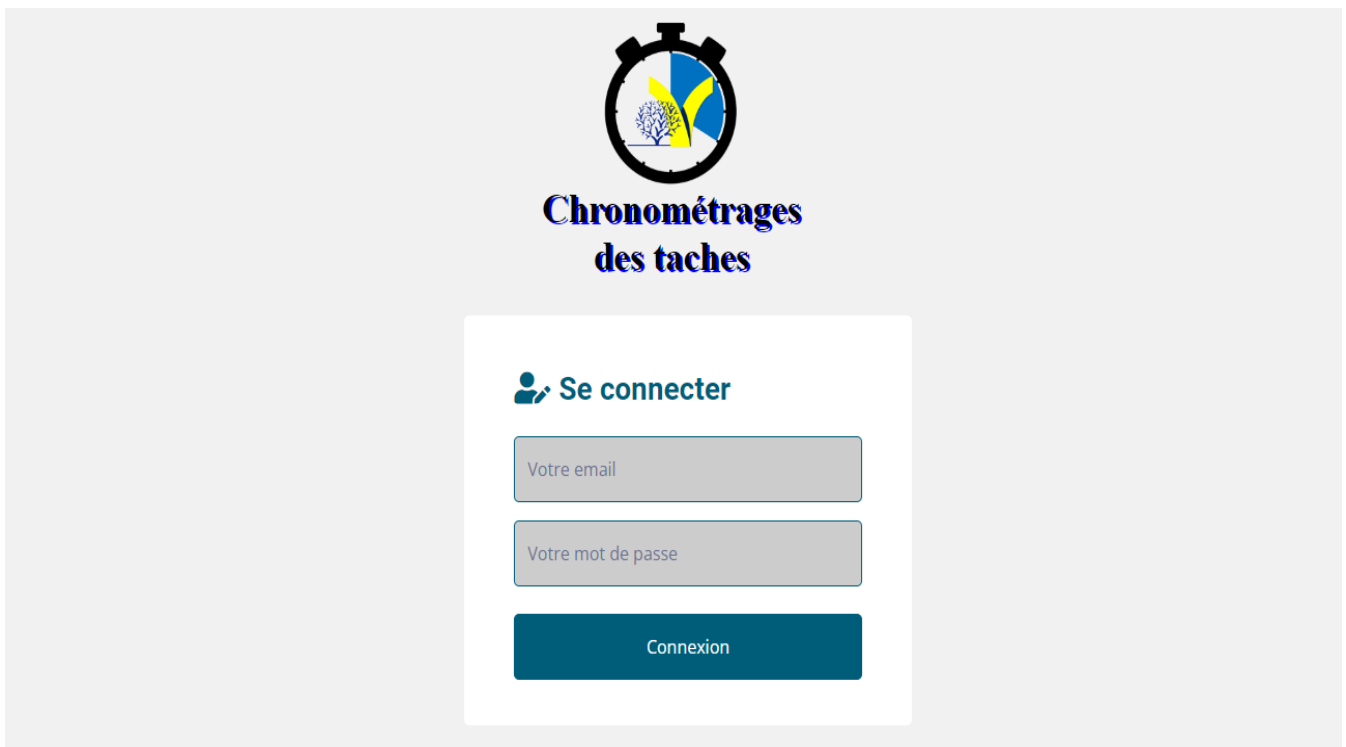 Chronométrages
des taches
Se connecter
Votre email
Votre mot de passe
Connexion